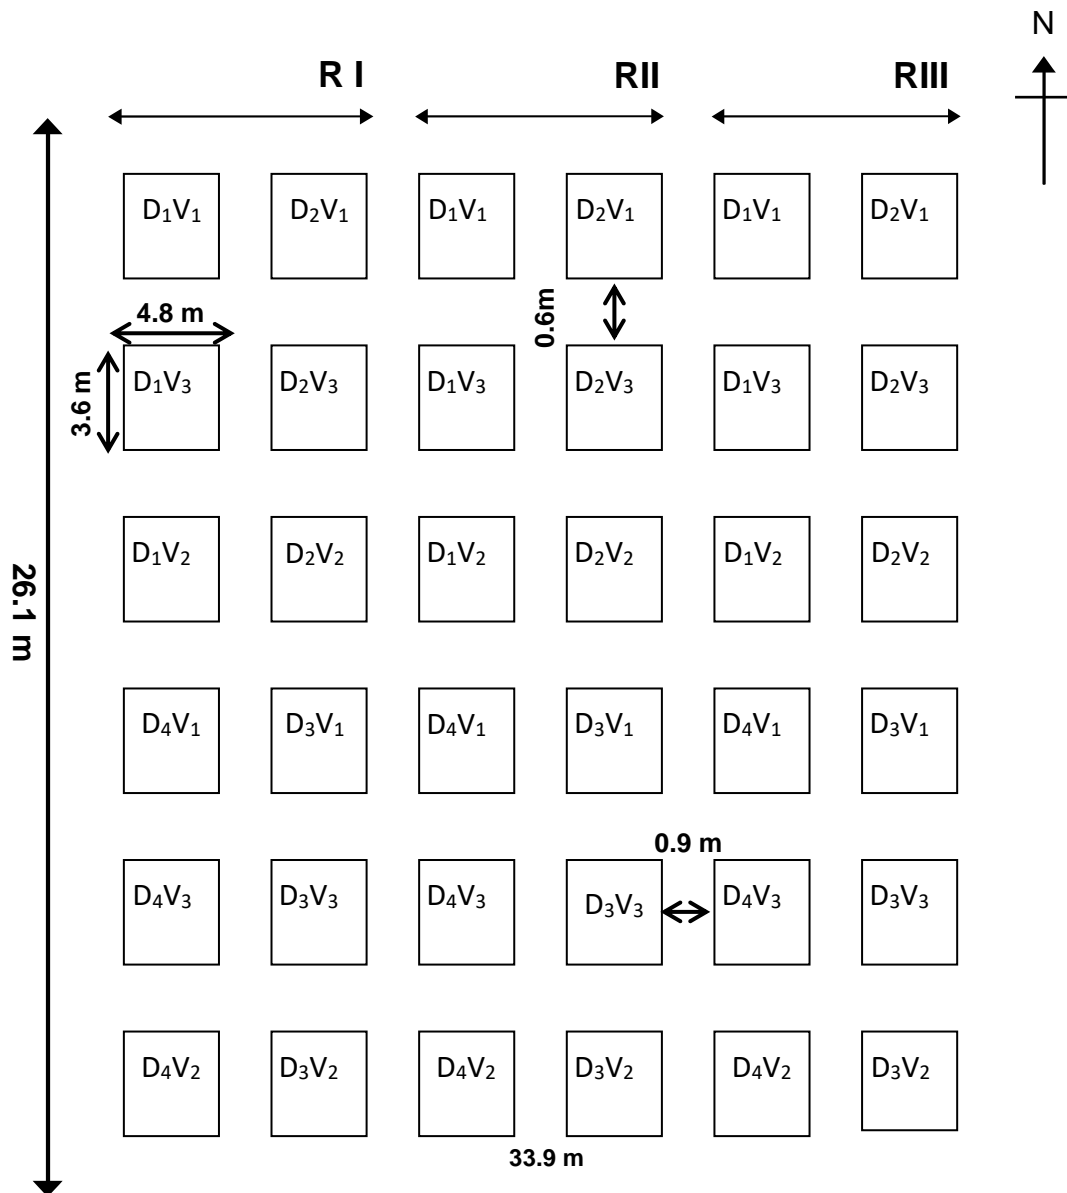 N
R I RII RIII
D₁V₁ D₂V₁ D₁V₁ D₂V₁ D₁V₁ D₂V₁
0.6m
4.8 m
3.6 m
D₁V₃ D₂V₃ D₁V₃ D₂V₃ D₁V₃ D₂V₃
D₁V₂ D₂V₂ D₁V₂ D₂V₂ D₁V₂ D₂V₂
26.1 m
D₄V₁ D₃V₁ D₄V₁ D₃V₁ D₄V₁ D₃V₁
0.9 m
D₄V₃ D₃V₃ D₄V₃ D₃V₃ D₄V₃ D₃V₃
D₄V₂ D₃V₂ D₄V₂ D₃V₂ D₄V₂ D₃V₂
33.9 m